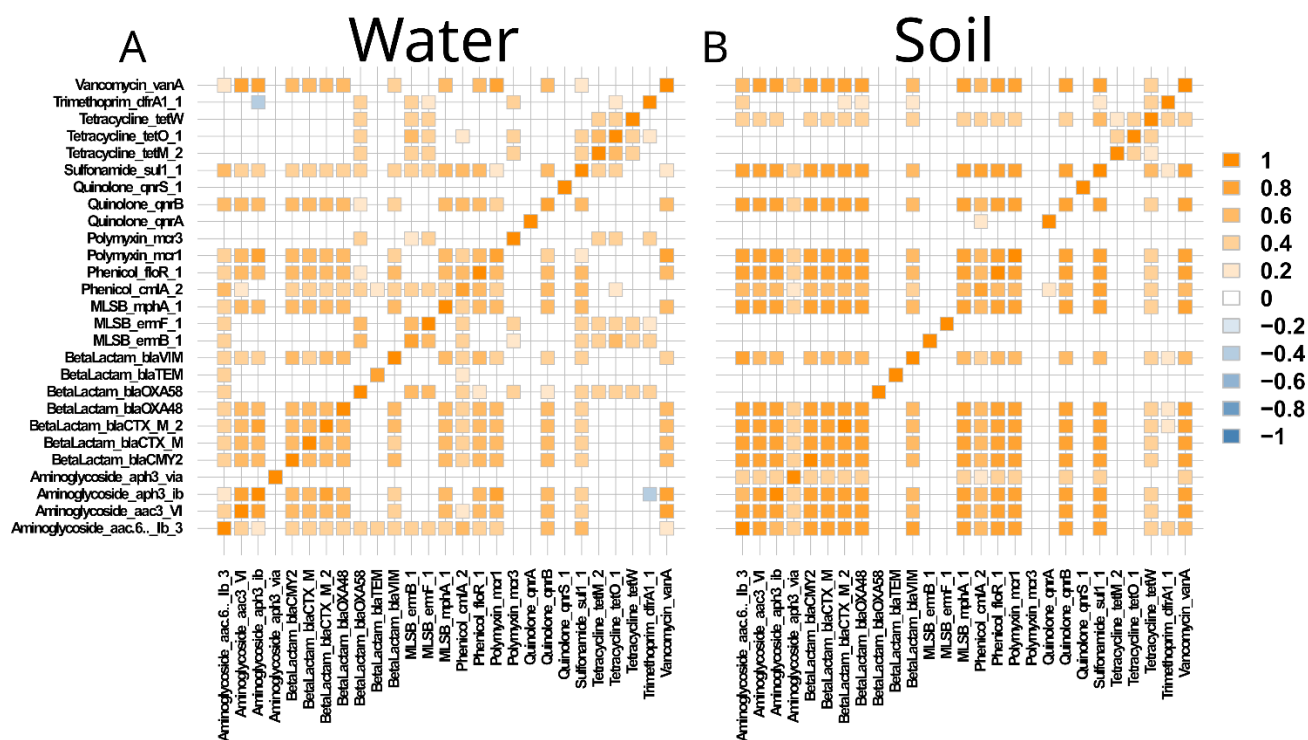 A
Water
B
Soil
Vancomycin_vanA
Trimethoprim_dfrA1_1
Tetracycline_tetW
Tetracycline_tetO_1
Tetracycline_tetM_2
Sulfonamide_sul1_1
Quinolone_qnrS_1
Quinolone_qnrB
Quinolone_qnrA
Polymyxin_mcr3
Polymyxin_mcr1
Phenicol_floR_1
Phenicol_cmlA_2
MLSB_mphA_1
MLSB_ermF_1
MLSB_ermB_1
BetaLactam_blaVIM
BetaLactam_blaTEM
BetaLactam_blaOXA58
BetaLactam_blaOXA48
BetaLactam_blaCTX_M_2
BetaLactam_blaCTX_M
BetaLactam_blaCMY2
Aminoglycoside_aph3_via
Aminoglycoside_aph3_ib
Aminoglycoside_aac3_VI
Aminoglycoside_aac.6.._Ib_3
Aminoglycoside_aac.6.._Ib_3
Aminoglycoside_aac3_VI
Aminoglycoside_aph3_ib
Aminoglycoside_aph3_via
BetaLactam_blaCMY2
BetaLactam_blaCTX_M
BetaLactam_blaCTX_M_2
BetaLactam_blaOXA48
BetaLactam_blaOXA58
BetaLactam_blaTEM
BetaLactam_blaVIM
MLSB_ermB_1
MLSB_ermF_1
MLSB_mphA_1
Phenicol_cmlA_2
Phenicol_floR_1
Polymyxin_mcr1
Polymyxin_mcr3
Quinolone_qnrA
Quinolone_qnrB
Quinolone_qnrS_1
Sulfonamide_sul1_1
Tetracycline_tetM_2
Tetracycline_tetO_1
Tetracycline_tetW
Trimethoprim_dfrA1_1
Vancomycin_vanA
Aminoglycoside_aac.6.._Ib_3
Aminoglycoside_aac3_VI
Aminoglycoside_aph3_ib
Aminoglycoside_aph3_via
BetaLactam_blaCMY2
BetaLactam_blaCTX_M
BetaLactam_blaCTX_M_2
BetaLactam_blaOXA48
BetaLactam_blaOXA58
BetaLactam_blaTEM
BetaLactam_blaVIM
MLSB_ermB_1
MLSB_ermF_1
MLSB_mphA_1
Phenicol_cmlA_2
Phenicol_floR_1
Polymyxin_mcr1
Polymyxin_mcr3
Quinolone_qnrA
Quinolone_qnrB
Quinolone_qnrS_1
Sulfonamide_sul1_1
Tetracycline_tetM_2
Tetracycline_tetO_1
Tetracycline_tetW
Trimethoprim_dfrA1_1
Vancomycin_vanA
1
0.8
0.6
0.4
0.2
0
−0.2
−0.4
−0.6
−0.8
−1